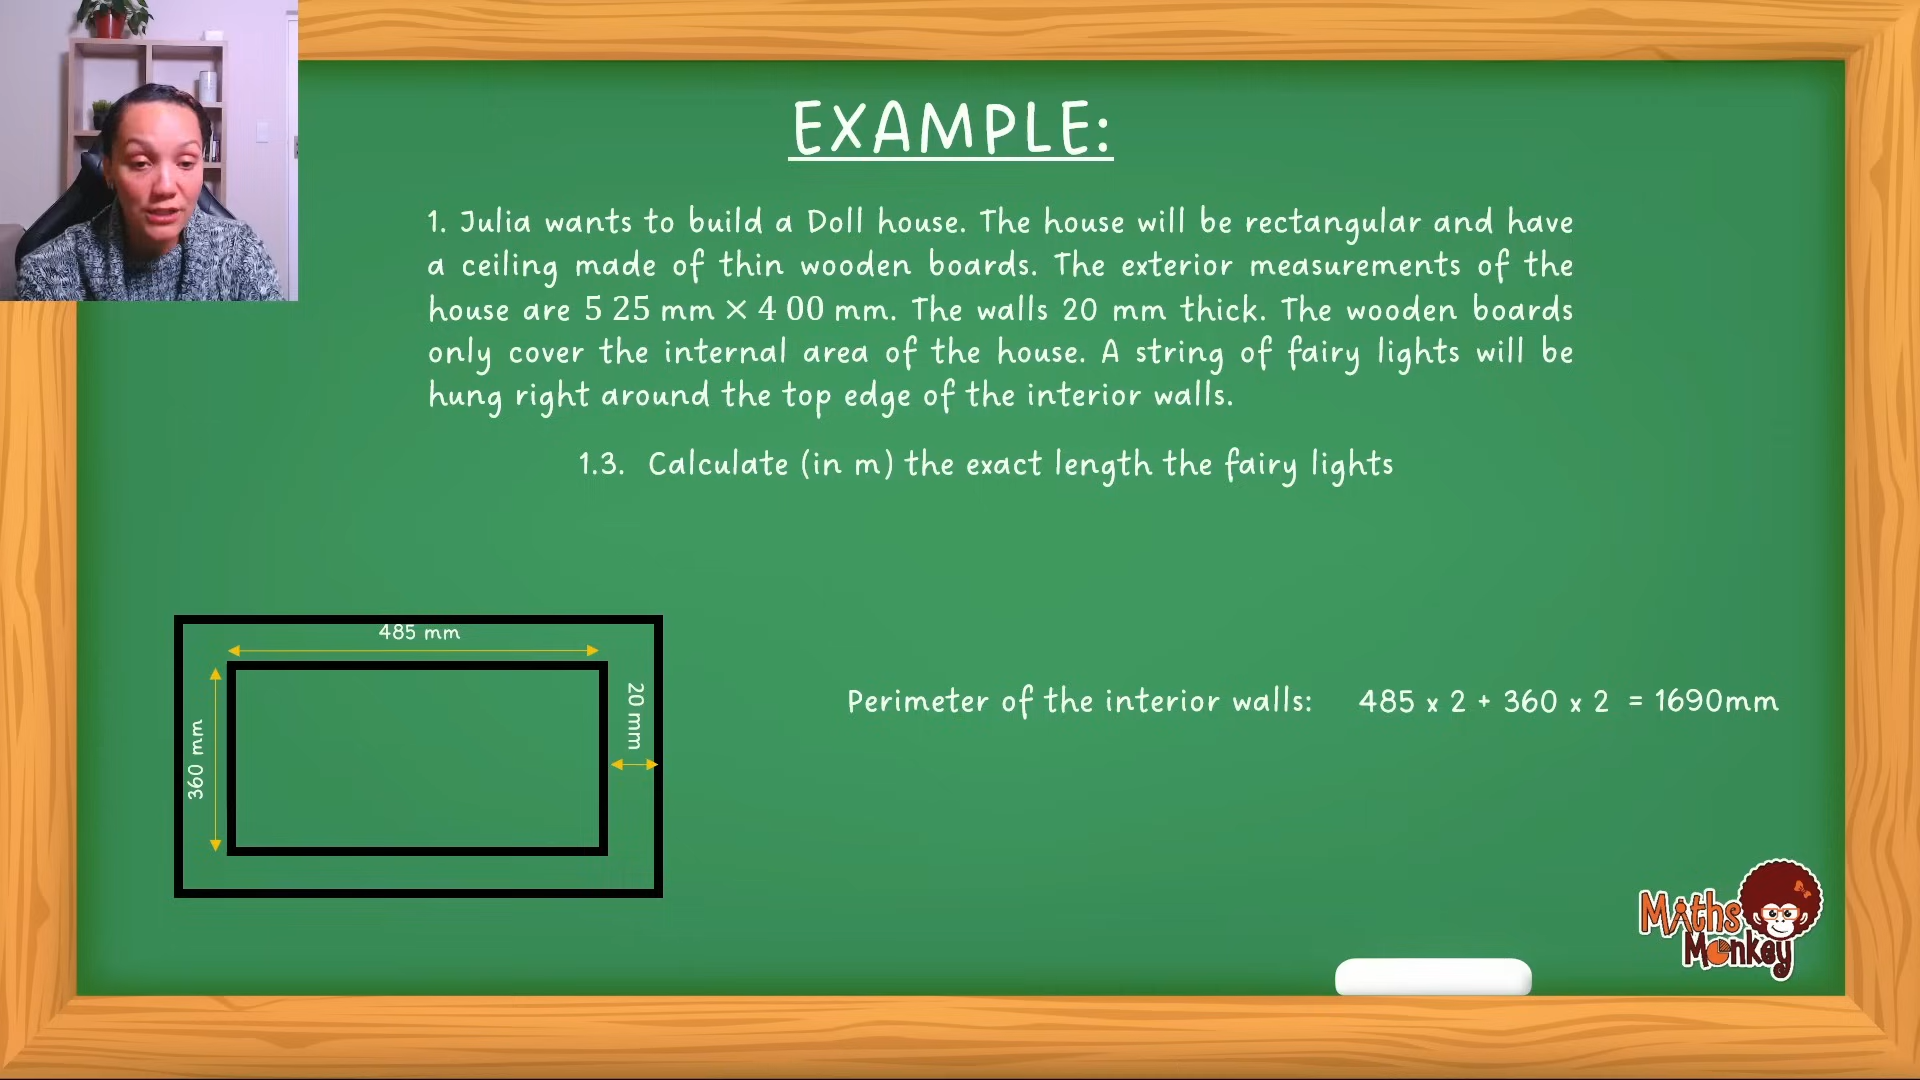 EXAMPLE:
1. Julia wants to build a Doll house. The house will be rectangular and have
a ceiling made of thin wooden boards. The exterior measurements of the
house are 5 25 mm × 4 00 mm. The walls 20 mm thick. The wooden boards
only cover the internal area of the house. A string of fairy lights will be
hung right around the top edge of the interior walls.
1.3. Calculate (in m) the exact length the fairy lights
485 mm
360 mm
20 mm
Perimeter of the interior walls: 485 x 2 + 360 x 2 = 1690mm
Maths
Monkey